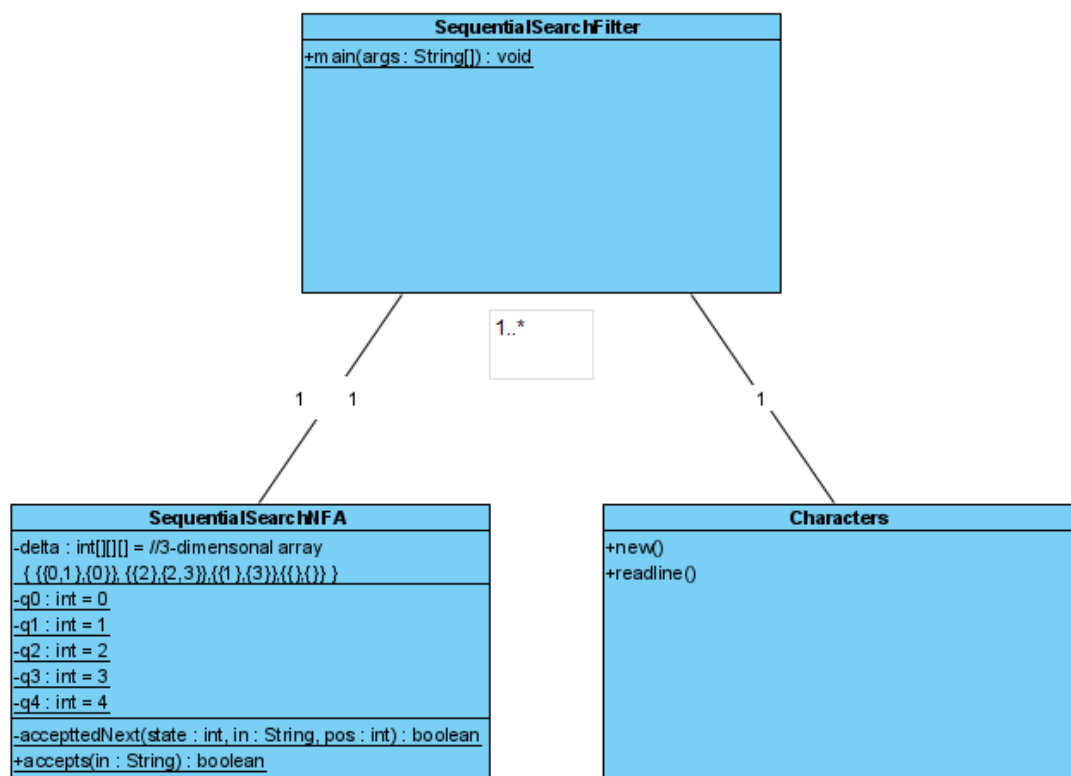 SequentialSearchFilter
+main(args : String[]) : void
1..*
1 1
1
SequentialSearchNFA
-delta : int[][][] = //3-dimensonal array
{ {{0,1},{0}}, {{2},{2,3}},{{1},{3}},{{},{}} }
-q0 : int = 0
-q1 : int = 1
-q2 : int = 2
-q3 : int = 3
-q4 : int = 4
-accepttedNext(state : int, in : String, pos : int) : boolean
+accepts(in : String) : boolean
Characters
+new()
+readline()